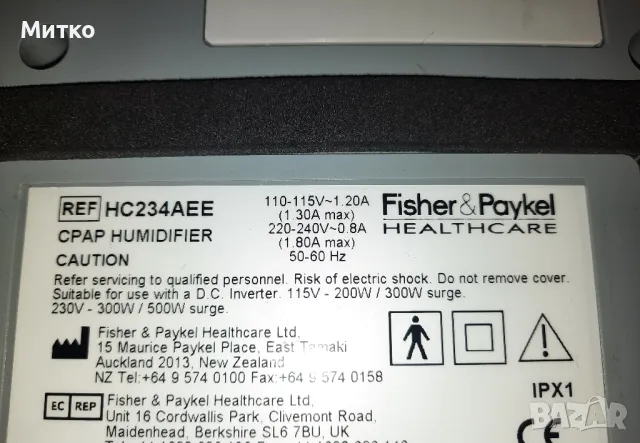 Митко
REF HC234AEE
CPAP HUMIDIFIER
CAUTION
110-115V~1.20A
(1.30A max)
220-240V~0.8A
(1.80A max)
50-60 Hz
Fisher & Paykel
HEALTHCARE
Refer servicing to qualified personnel. Risk of electric shock. Do not remove cover.
Suitable for use with a D.C. Inverter. 115V - 200W / 300W surge.
230V - 300W / 500W surge.
Fisher & Paykel Healthcare Ltd,
15 Maurice Paykel Place, East Tamaki
Auckland 2013, New Zealand
NZ Tel:+64 9 574 0100 Fax:+64 9 574 0158
IPX1
EC REP
Fisher & Paykel Healthcare Ltd.
Unit 16 Cordwallis Park, Clivemont Road,
Maidenhead, Berkshire SL6 7BU, UK
CE
BAZAR